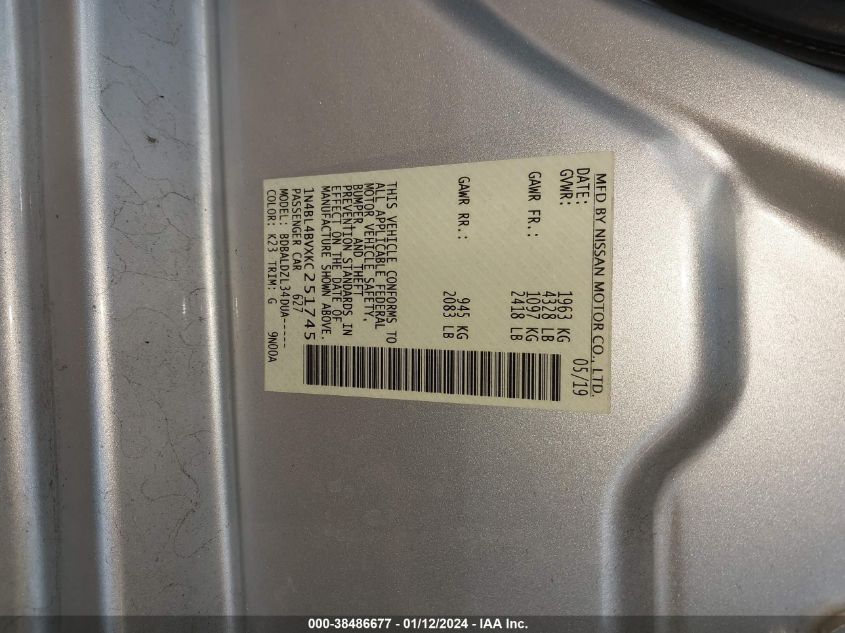 MFD BY NISSAN MOTOR CO., LTD.
DATE: 05/19
GVWR: 1963 KG
4328 LB
GAWR FR.: 1097 KG
2418 LB
GAWR RR.: 945 KG
2083 LB
THIS VEHICLE CONFORMS TO
ALL APPLICABLE FEDERAL
MOTOR VEHICLE SAFETY,
BUMPER, AND THEFT
PREVENTION STANDARDS IN
EFFECT ON THE DATE OF
MANUFACTURE SHOWN ABOVE.
1N4BL4BVXKC251745
PASSENGER CAR 627
MODEL: BDBALDZL34DUA-----
COLOR: K23 TRIM: G 9N00A
000-38486677 - 01/12/2024 - IAA Inc.